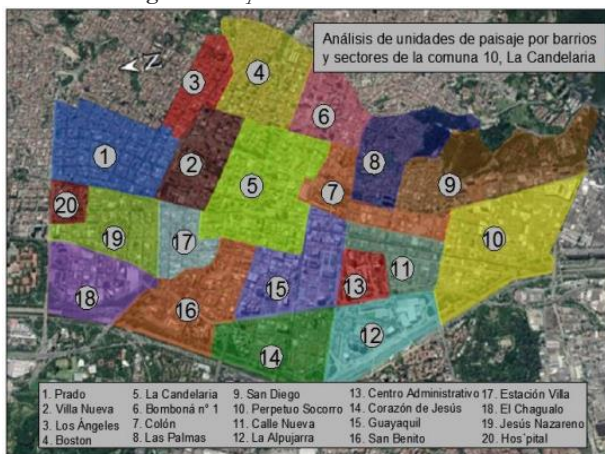 Análisis de unidades de paisaje por barrios
y sectores de la comuna 10, La Candelaria
N
3
4
6
1
2
8
5
7
9
20
19
17
10
11
15
13
18
16
12
14
1. Prado
2. Villa Nueva
3. Los Ángeles
4. Boston
5. La Candelaria
6. Bomboná n° 1
7. Colón
8. Las Palmas
9. San Diego
10. Perpetuo Socorro
11. Calle Nueva
12. La Alpujarra
13. Centro Administrativo
14. Corazón de Jesús
15. Guayaquil
16. San Benito
17. Estación Villa
18. El Chagualo
19. Jesús Nazareno
20. Hos´pital